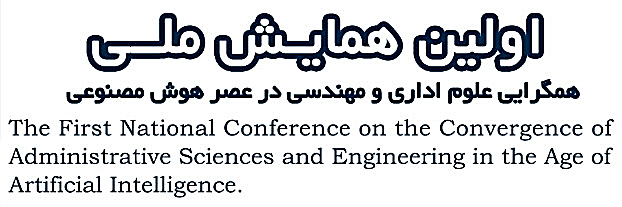 اولین همایش ملی
همگرایی علوم اداری و مهندسی در عصر هوش مصنوعی
The First National Conference on the Convergence of
Administrative Sciences and Engineering in the Age of
Artificial Intelligence.